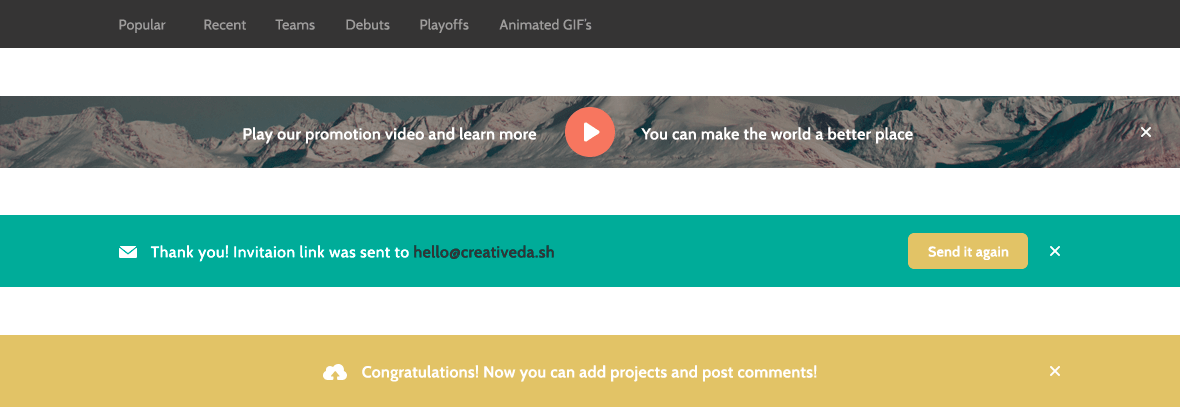 Popular Recent Teams Debuts Playoffs Animated GIF's
Play our promotion video and learn more You can make the world a better place
Thank you! Invitaion link was sent to hello@creativeda.sh Send it again
Congratulations! Now you can add projects and post comments!